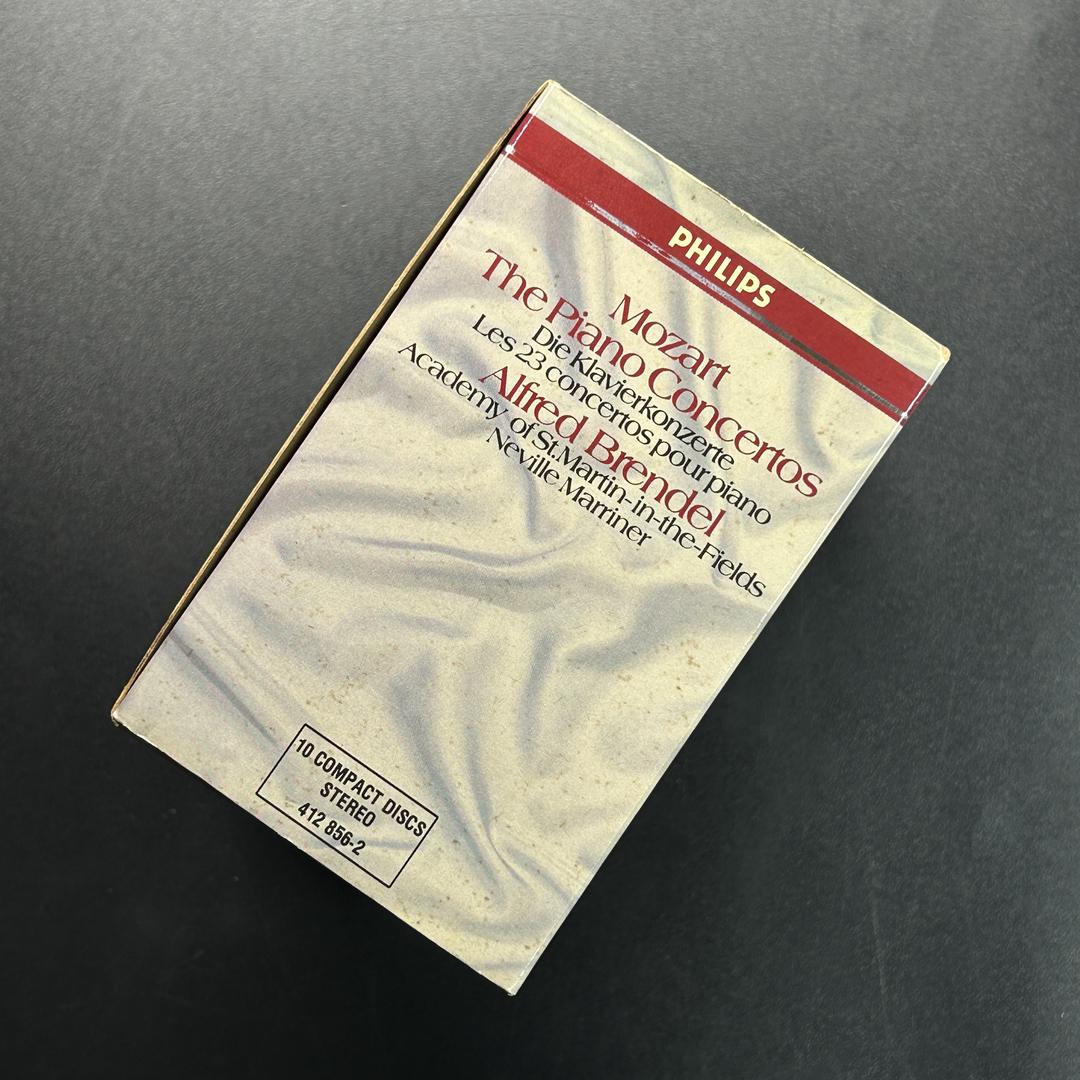 PHILIPS
Mozart
The Piano Concertos
Die Klavierkonzerte
Les 23 concertos pour piano
Alfred Brendel
Academy of St.Martin-in-the-Fields
Neville Marriner
10 COMPACT DISCS
STEREO
412 856-2